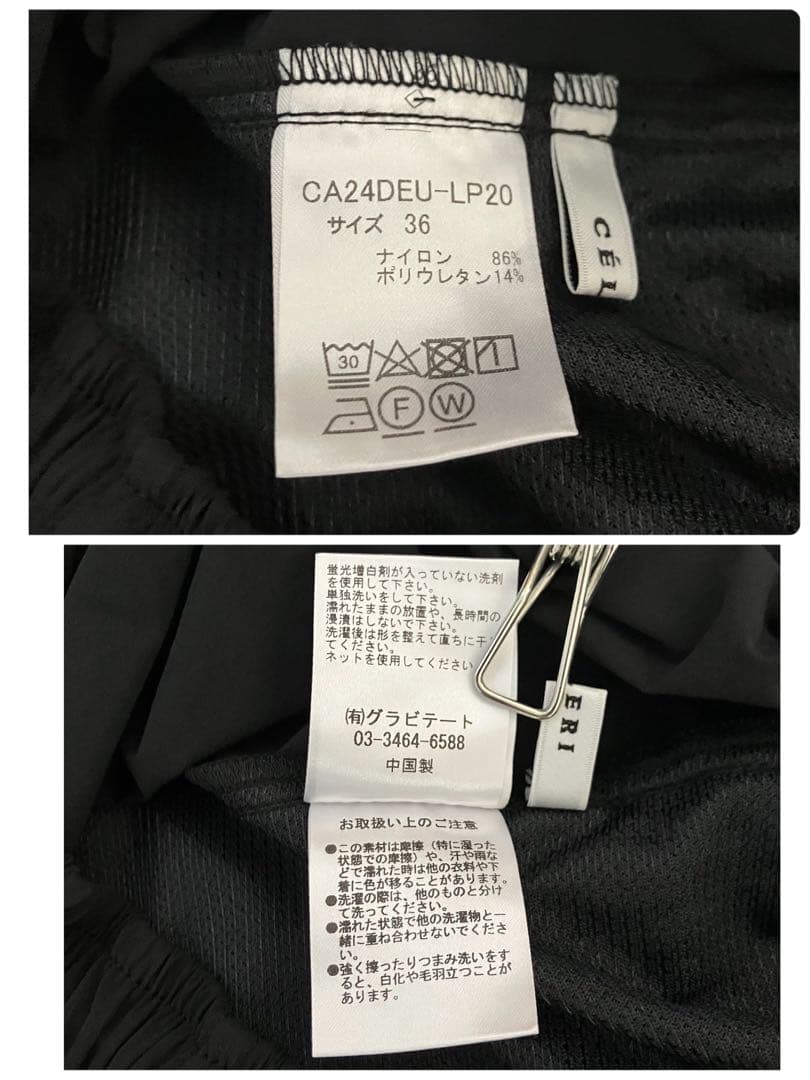 CA24DEU-LP20
サイズ 36
ナイロン 86%
ポリウレタン 14%
30
F W
CÉL
蛍光増白剤が入っていない洗剤
を使用して下さい。
単独洗いをして下さい。
濡れたままの放置や、長時間の
浸漬はしないで下さい。
洗濯後は形を整えて直ちに干
てください。
ネットを使用してください
(有)グラビテート
03-3464-6588
中国製
ERI
お取扱い上のご注意
●この素材は摩擦（特に湿った
状態での摩擦）や、汗や雨な
どで濡れた時は他の衣料や下
着に色が移ることがあります。
●洗濯の際は、他のものと分け
て洗ってください。
●濡れた状態で他の洗濯物と一
緒に重ね合わせないでくださ
い。
●強く擦ったりつまみ洗いをす
ると、白化や毛羽立つことが
あります。